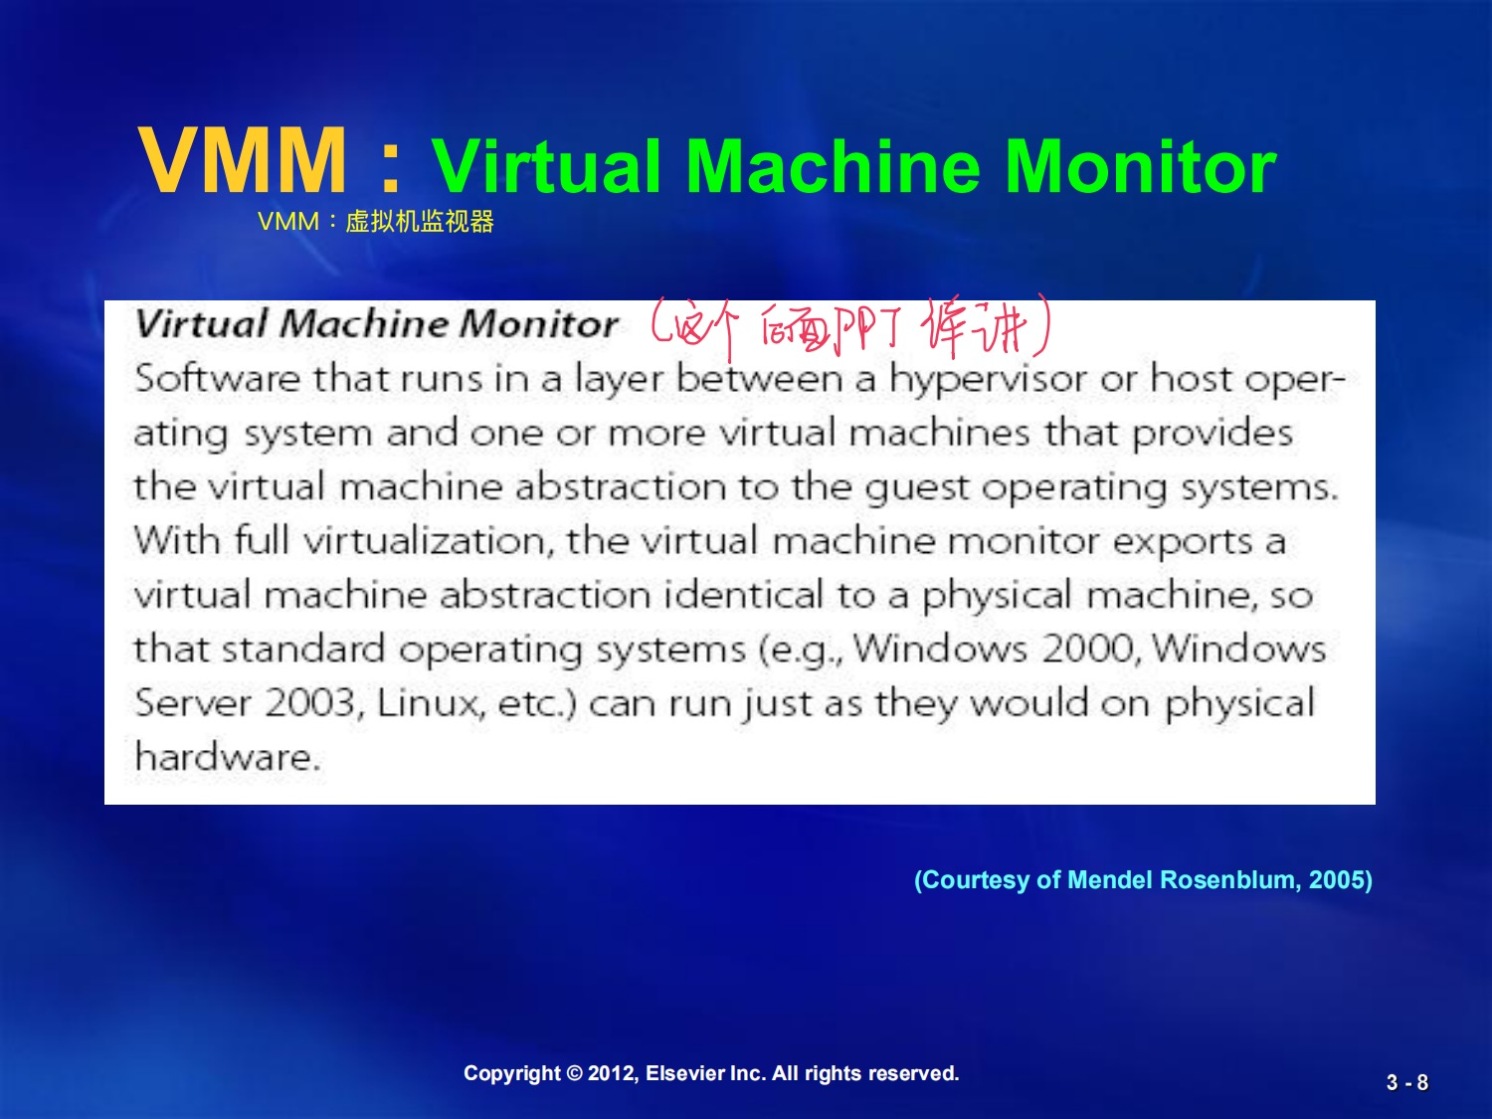 VMM : Virtual Machine Monitor
VMM：虚拟机监视器
Virtual Machine Monitor (这个后面PPT详讲)
Software that runs in a layer between a hypervisor or host oper-
ating system and one or more virtual machines that provides
the virtual machine abstraction to the guest operating systems.
With full virtualization, the virtual machine monitor exports a
virtual machine abstraction identical to a physical machine, so
that standard operating systems (e.g., Windows 2000, Windows
Server 2003, Linux, etc.) can run just as they would on physical
hardware.
(Courtesy of Mendel Rosenblum, 2005)
Copyright © 2012, Elsevier Inc. All rights reserved.
3 - 8